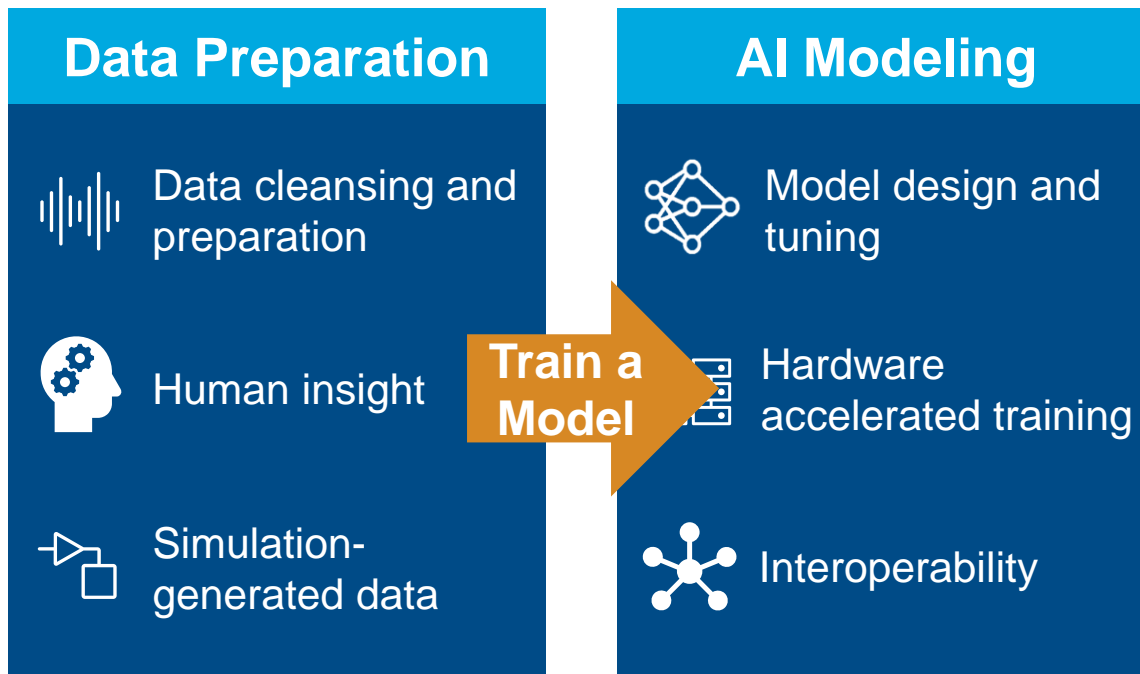 Data Preparation
Data cleansing and
preparation
Human insight
Simulation-
generated data
Train a
Model
AI Modeling
Model design and
tuning
Hardware
accelerated training
Interoperability